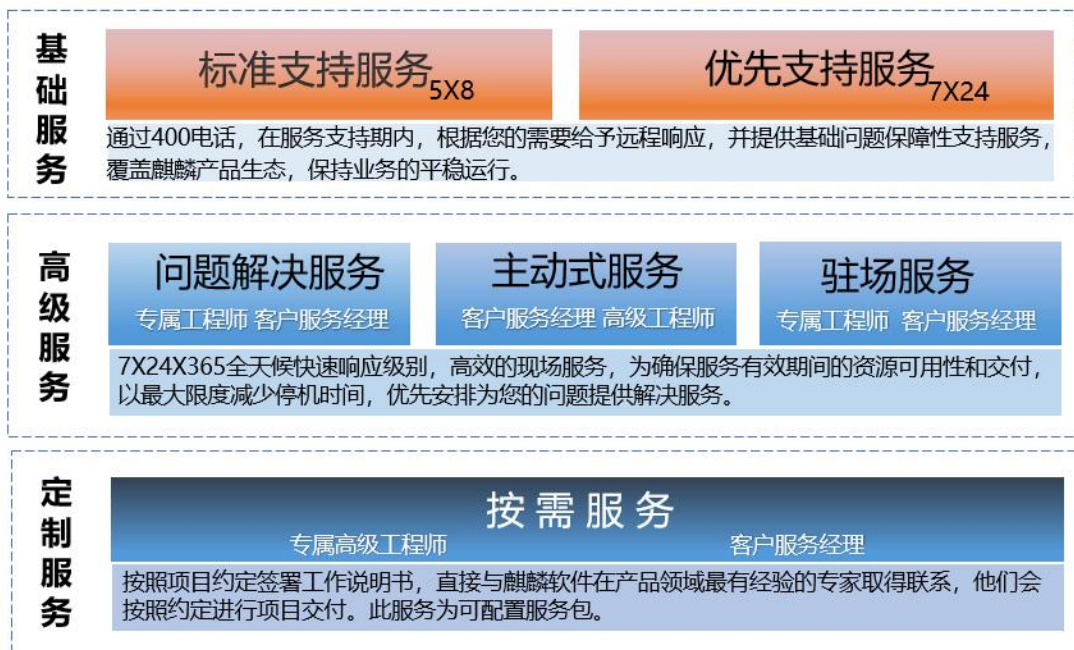 基础服务
标准支持服务5X8
优先支持服务7X24
通过400电话，在服务支持期内，根据您的需要给予远程响应，并提供基础问题保障性支持服务，
覆盖麒麟产品生态，保持业务的平稳运行。
高级服务
问题解决服务
专属工程师 客户服务经理
主动式服务
客户服务经理 高级工程师
驻场服务
专属工程师 客户服务经理
7X24X365全天候快速响应级别，高效的现场服务，为确保服务有效期间的资源可用性和交付，
以最大限度减少停机时间，优先安排为您的问题提供解决服务。
定制服务
按需服务
专属高级工程师
客户服务经理
按照项目约定签署工作说明书，直接与麒麟软件在产品领域最有经验的专家取得联系，他们会
按照约定进行项目交付。此服务为可配置服务包。